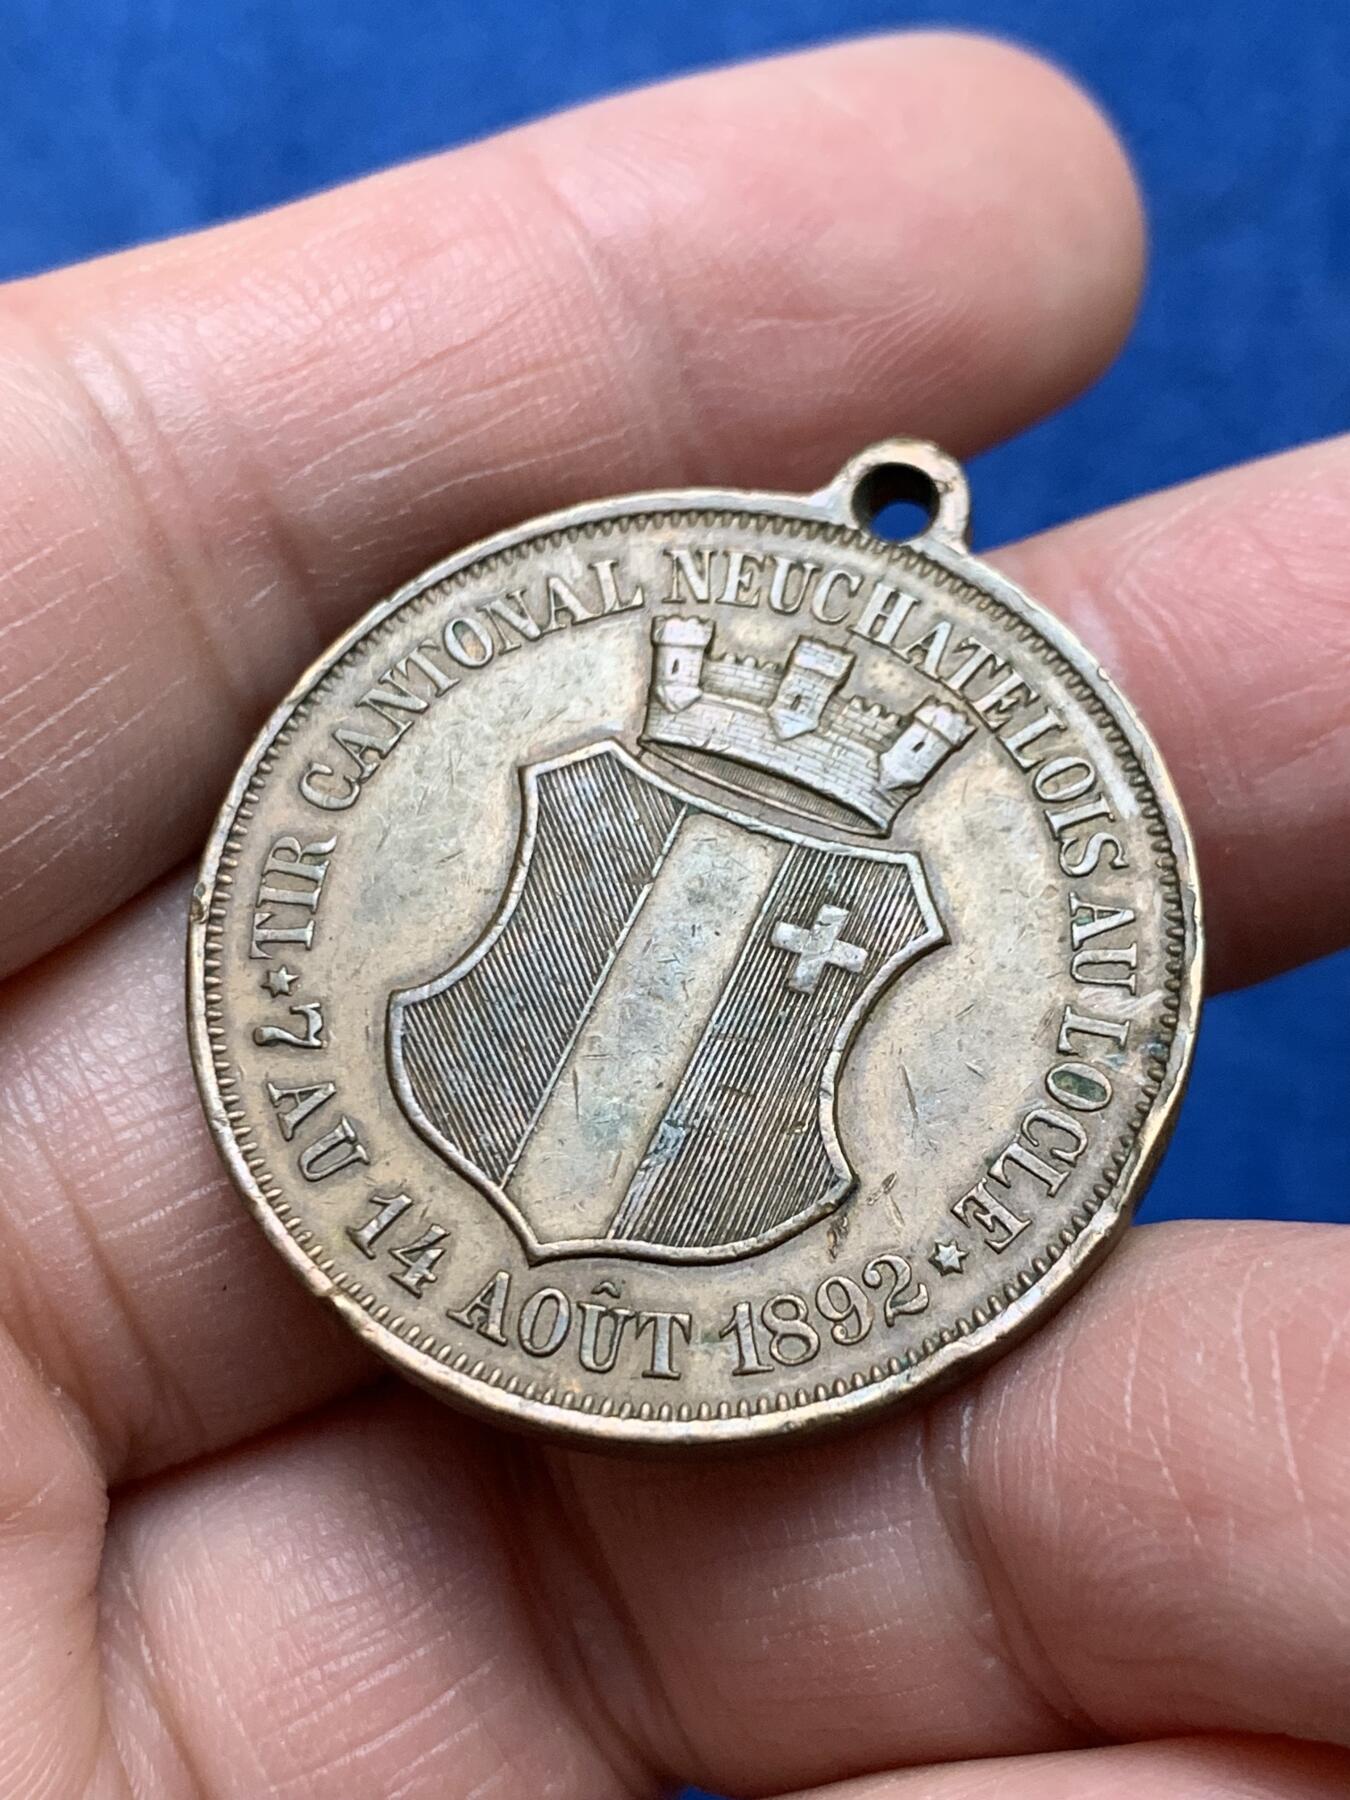 TIR CANTONAL NEUCHATELOIS AU LOCLE
7 AU 14 AOÛT 1892